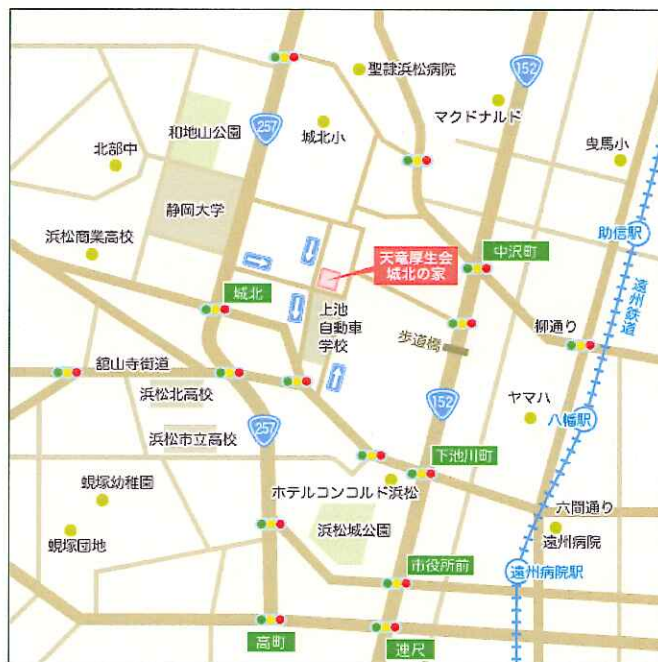 聖隷浜松病院
152
マクドナルド
257
和地山公園
城北小
北部中
曳馬小
静岡大学
助信駅
浜松商業高校
中沢町
天竜厚生会
城北の家
遠州鉄道
城北
上池
自動車
学校
柳通り
歩道橋
舘山寺街道
浜松北高校
152
ヤマハ
八幡駅
257
浜松市立高校
下池川町
蜆塚幼稚園
ホテルコンコルド浜松
六間通り
浜松城公園
遠州病院
蜆塚団地
市役所前
遠州病院駅
高町
連尺